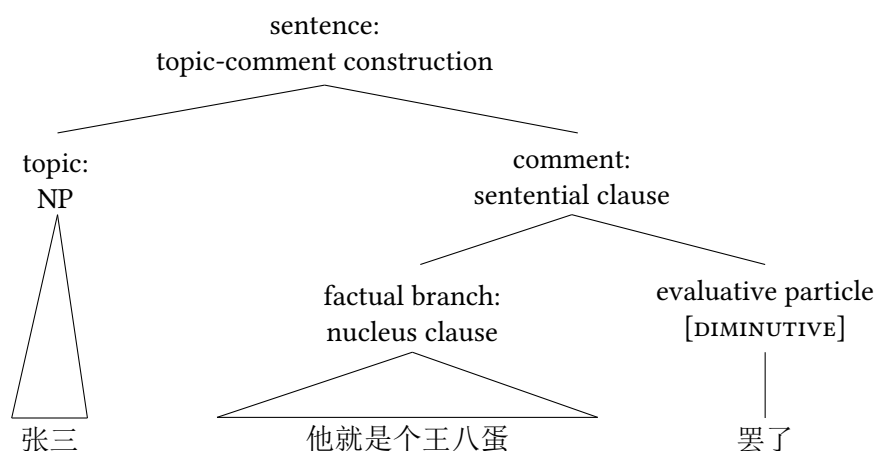 sentence:
topic-comment construction
topic:
NP
comment:
sentential clause
factual branch:
nucleus clause
evaluative particle
[DIMINUTIVE]
张三
他就是个王八蛋
罢了